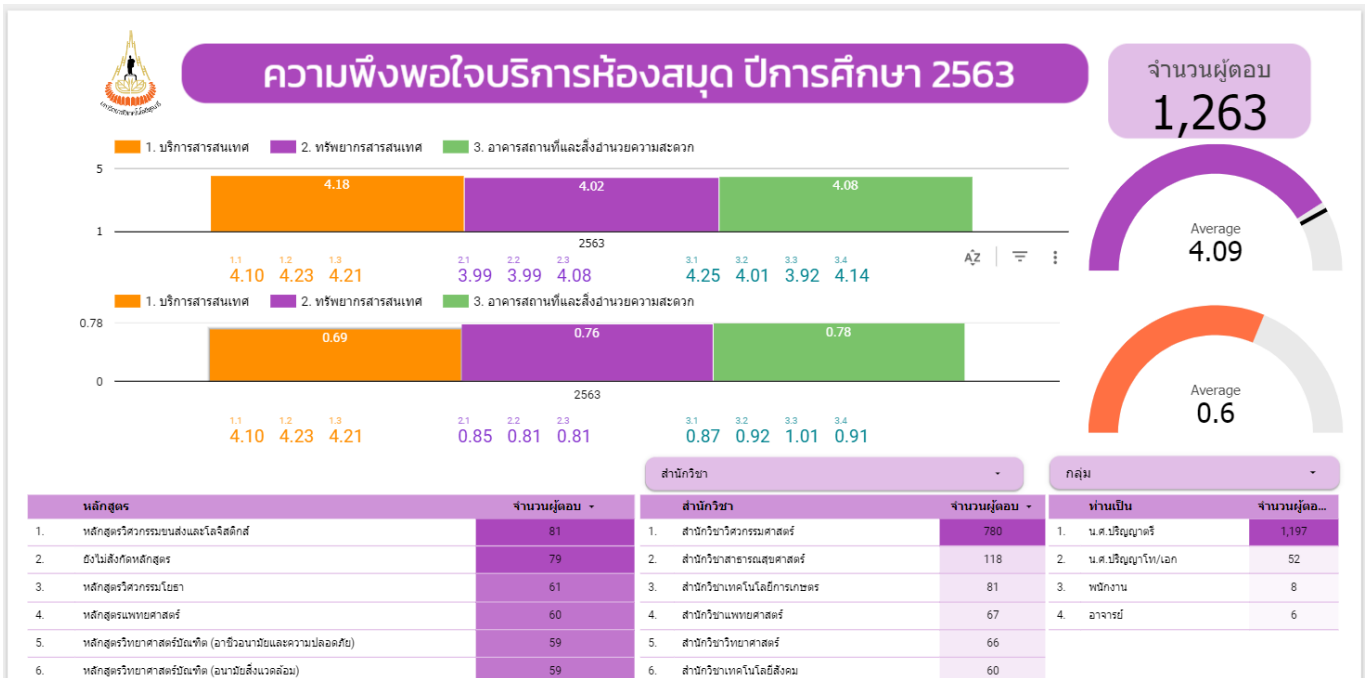 ความพึงพอใจบริการห้องสมุด ปีการศึกษา 2563
จำนวนผู้ตอบ
1,263
มหาวิทยาลัยเทคโนโลยีสุรนารี
1. บริการสารสนเทศ 2. ทรัพยากรสารสนเทศ 3. อาคารสถานที่และสิ่งอำนวยความสะดวก
5
4.18 4.02 4.08
1
2563
1.1 1.2 1.3 2.1 2.2 2.3 3.1 3.2 3.3 3.4
4.10 4.23 4.21 3.99 3.99 4.08 4.25 4.01 3.92 4.14
AZ
Average
4.09
1. บริการสารสนเทศ 2. ทรัพยากรสารสนเทศ 3. อาคารสถานที่และสิ่งอำนวยความสะดวก
0.78
0.69 0.76 0.78
0
2563
1.1 1.2 1.3 2.1 2.2 2.3 3.1 3.2 3.3 3.4
4.10 4.23 4.21 0.85 0.81 0.81 0.87 0.92 1.01 0.91
Average
0.6
สำนักวิชา
กลุ่ม
หลักสูตร จำนวนผู้ตอบ
1. หลักสูตรวิศวกรรมขนส่งและโลจิสติกส์ 81
2. ยังไม่สังกัดหลักสูตร 79
3. หลักสูตรวิศวกรรมโยธา 61
4. หลักสูตรแพทยศาสตร์ 60
5. หลักสูตรวิทยาศาสตร์บัณฑิต (อาชีวอนามัยและความปลอดภัย) 59
6. หลักสูตรวิทยาศาสตร์บัณฑิต (อนามัยสิ่งแวดล้อม) 59
สำนักวิชา จำนวนผู้ตอบ
1. สำนักวิชาวิศวกรรมศาสตร์ 780
2. สำนักวิชาสาธารณสุขศาสตร์ 118
3. สำนักวิชาเทคโนโลยีการเกษตร 81
4. สำนักวิชาแพทยศาสตร์ 67
5. สำนักวิชาวิทยาศาสตร์ 66
6. สำนักวิชาเทคโนโลยีสังคม 60
ท่านเป็น จำนวนผู้ตอ...
1. น.ศ.ปริญญาตรี 1,197
2. น.ศ.ปริญญาโท/เอก 52
3. พนักงาน 8
4. อาจารย์ 6